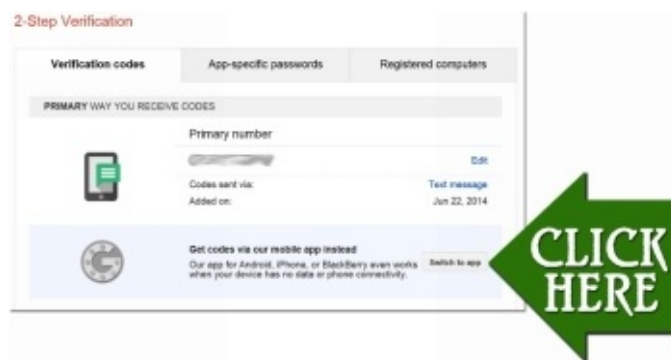 2-Step Verification
Verification codes App-specific passwords Registered computers
PRIMARY WAY YOU RECEIVE CODES
Primary number
Edit
Codes sent via: Text message
Added on: Jun 22, 2014
Get codes via our mobile app instead
Our app for Android, iPhone, or BlackBerry even works
when your device has no data or phone connectivity.
Switch to app
CLICK
HERE